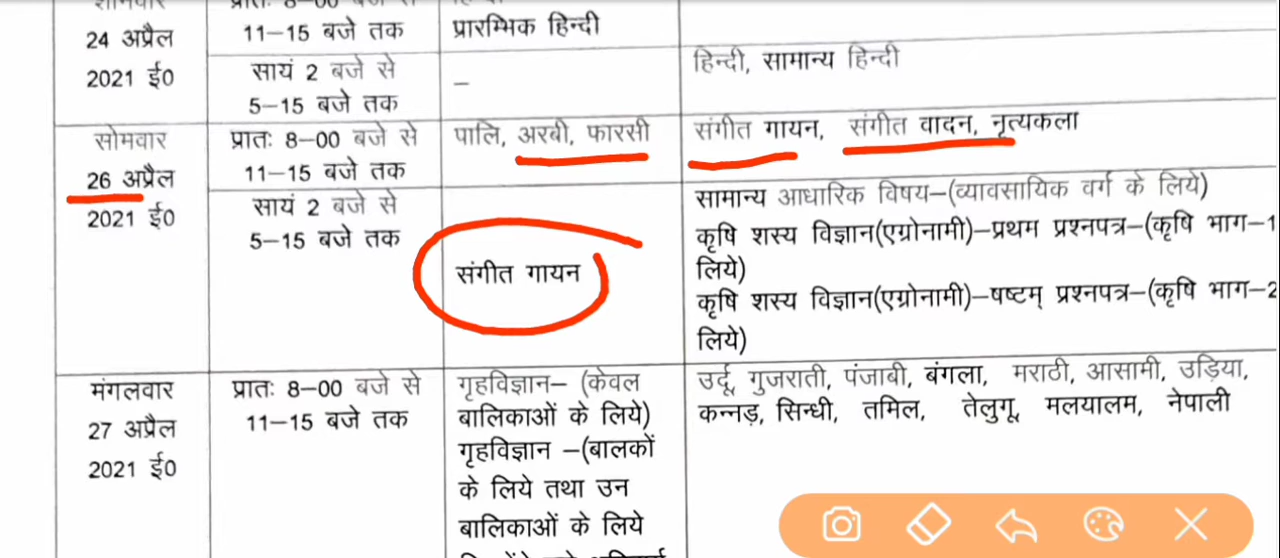 24 अप्रैल
2021 ई0
11–15 बजे तक
प्रारम्भिक हिन्दी
सायं 2 बजे से
5–15 बजे तक
–
हिन्दी, सामान्य हिन्दी
सोमवार
26 अप्रैल
2021 ई0
प्रातः 8–00 बजे से
11–15 बजे तक
पालि, अरबी, फारसी
संगीत गायन, संगीत वादन, नृत्यकला
सायं 2 बजे से
5–15 बजे तक
संगीत गायन
सामान्य आधारिक विषय–(व्यावसायिक वर्ग के लिये)
कृषि शस्य विज्ञान(एग्रोनामी)–प्रथम प्रश्नपत्र–(कृषि भाग–1
लिये)
कृषि शस्य विज्ञान(एग्रोनामी)–षष्टम् प्रश्नपत्र–(कृषि भाग–2
लिये)
मंगलवार
27 अप्रैल
2021 ई0
प्रातः 8–00 बजे से
11–15 बजे तक
गृहविज्ञान– (केवल
बालिकाओं के लिये)
गृहविज्ञान –(बालकों
के लिये तथा उन
बालिकाओं के लिये
उर्दू, गुजराती, पंजाबी, बंगला, मराठी, आसामी, उड़िया,
कन्नड़, सिन्धी, तमिल, तेलुगू, मलयालम, नेपाली